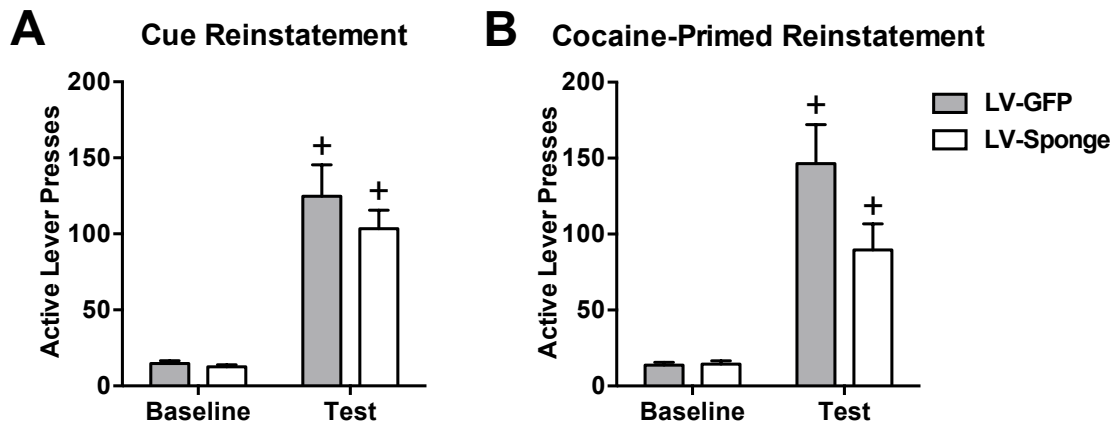 A Cue Reinstatement
Active Lever Presses
200
150
100
50
0
+
+
Baseline Test
B Cocaine-Primed Reinstatement
Active Lever Presses
200
150
100
50
0
+
+
Baseline Test
LV-GFP
LV-Sponge